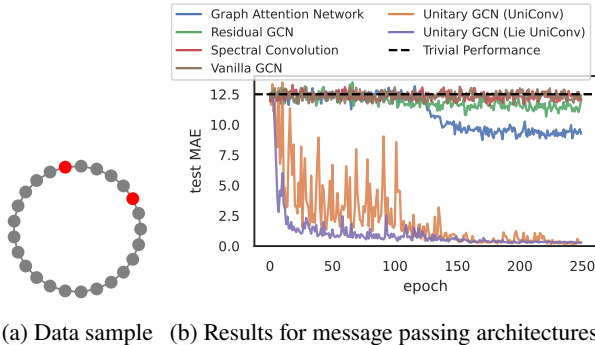 Graph Attention Network
Residual GCN
Spectral Convolution
Vanilla GCN
Unitary GCN (UniConv)
Unitary GCN (Lie UniConv)
Trivial Performance
test MAE
12.5
10.0
7.5
5.0
2.5
0.0
0 50 100 150 200 250
epoch
(a) Data sample (b) Results for message passing architectures